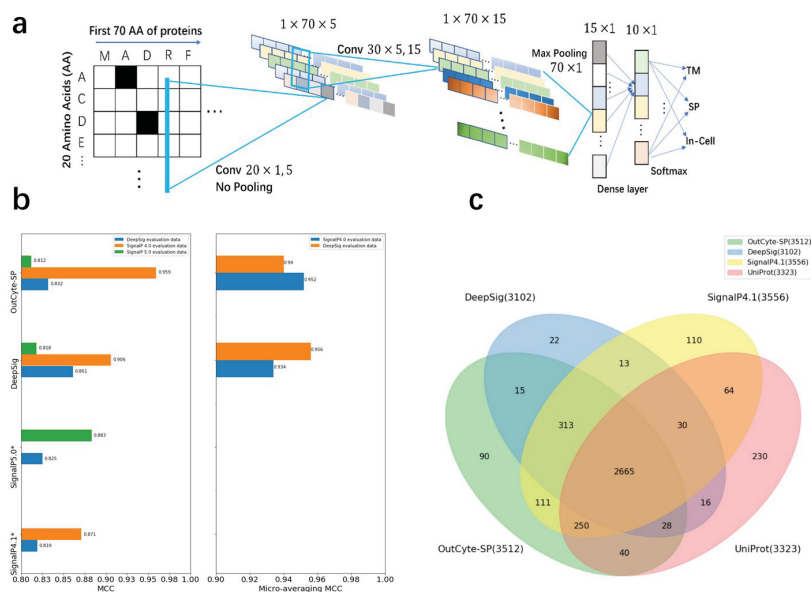 a
First 70 AA of proteins
M A D R F
20 Amino Acids (AA)
A
C
D
E
⋮
...
Conv 20 × 1, 5
No Pooling
1 × 70 × 5
Conv 30 × 5, 15
1 × 70 × 15
Max Pooling
70 × 1
15 × 1
10 × 1
TM
SP
In-Cell
Softmax
Dense layer
b
DeepSig evaluation data
SignalP 4.0 evaluation data
SignalP 5.0 evaluation data
OutCyte-SP
0.812
0.959
0.832
DeepSig
0.818
0.906
0.861
SignalP5.0*
0.883
0.825
SignalP4.1*
0.871
0.819
0.80 0.83 0.85 0.88 0.90 0.93 0.95 0.98 1.00
MCC
SignalP4.0 evaluation data
DeepSig evaluation data
0.94
0.952
0.956
0.934
0.90 0.92 0.94 0.96 0.98 1.00
Micro-averaging MCC
c
OutCyte-SP(3512)
DeepSig(3102)
SignalP4.1(3556)
UniProt(3323)
DeepSig(3102)
SignalP4.1(3556)
22
110
13
15
64
313
30
90
230
2665
111
16
250
28
40
OutCyte-SP(3512)
UniProt(3323)